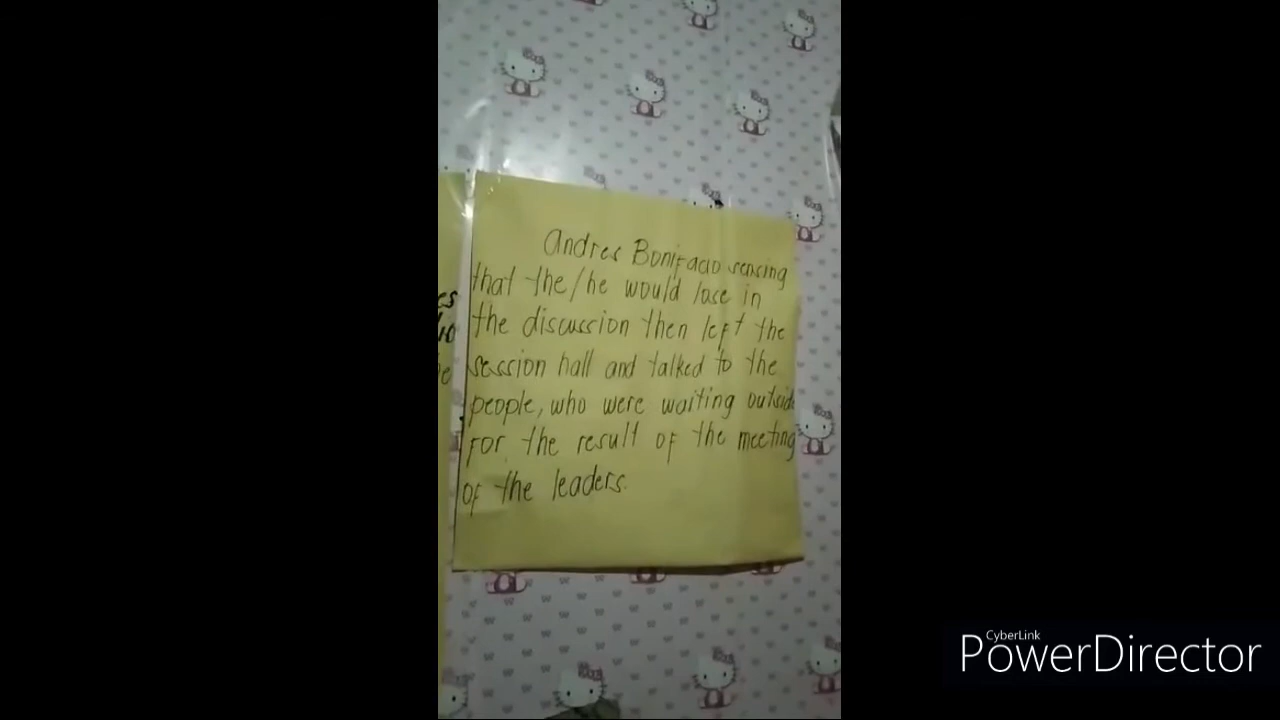 Andres Bonifacio sensing
that the/he would lose in
the discussion then left the
session hall and talked to the
people, who were waiting outside
for the result of the meeting
of the leaders.
es
CyberLink
PowerDirector